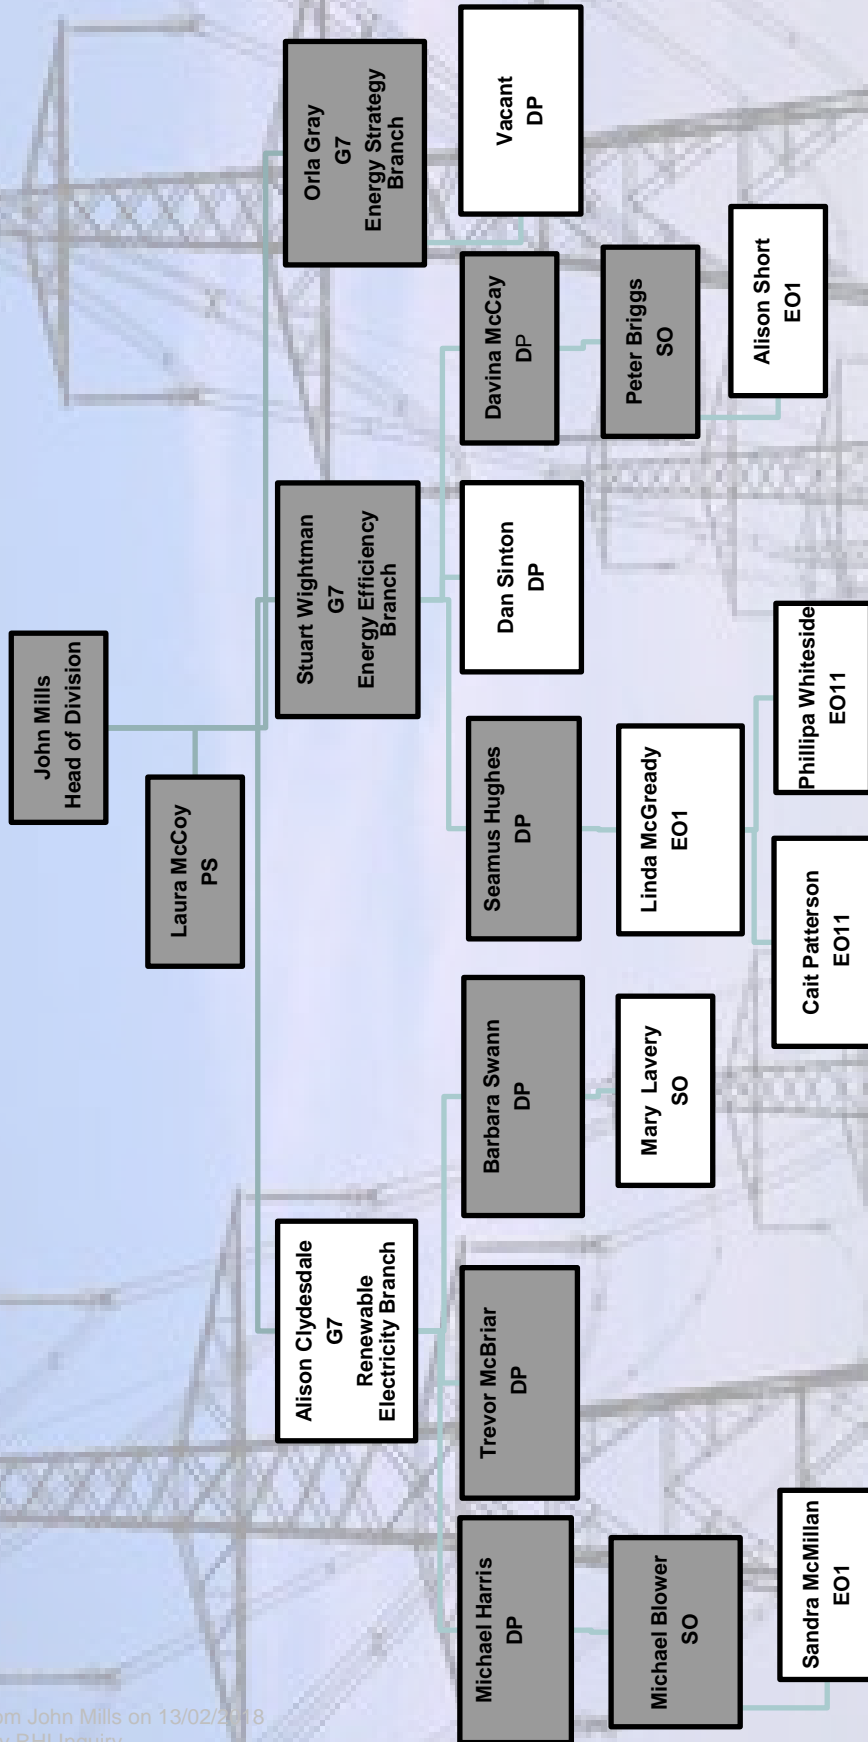 John Mills
Head of Division
Laura McCoy
PS
Alison Clydesdale
G7
Renewable
Electricity Branch
Stuart Wightman
G7
Energy Efficiency
Branch
Orla Gray
G7
Energy Strategy
Branch
Michael Harris
DP
Trevor McBriar
DP
Barbara Swann
DP
Seamus Hughes
DP
Dan Sinton
DP
Davina McCay
DP
Vacant
DP
Michael Blower
SO
Mary Lavery
SO
Linda McGready
EO1
Peter Briggs
SO
Sandra McMillan
EO1
Cait Patterson
EO11
Phillipa Whiteside
EO11
Alison Short
EO1
John Mills on 13/02/2018
RHI Inquiry